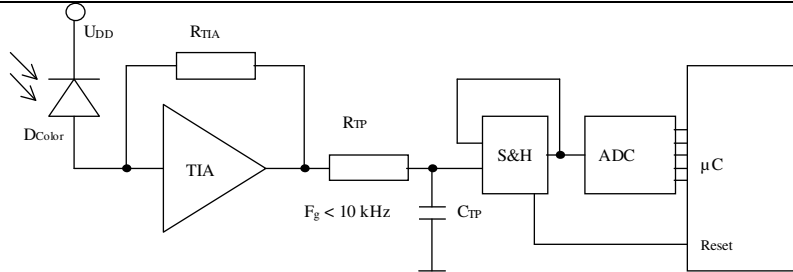 UDD
RTIA
DColor
TIA
RTP
Fg < 10 kHz
CTP
S&H
ADC
µC
Reset